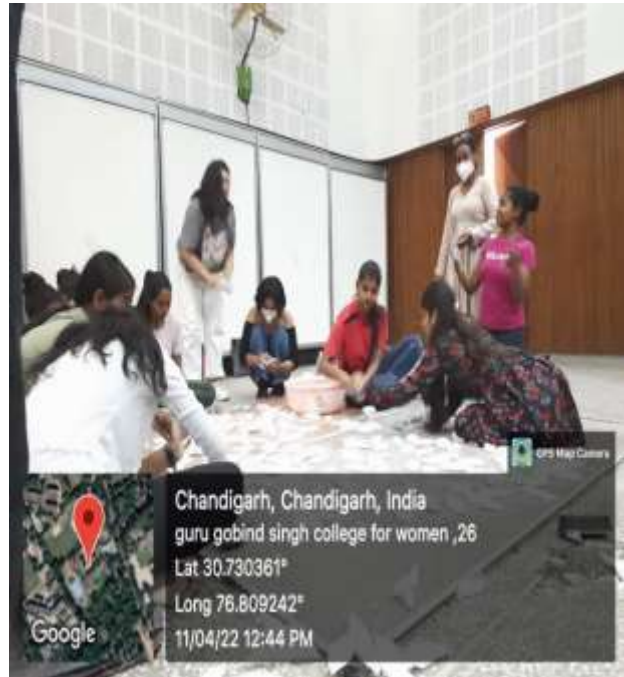 GPS Map Camera
Chandigarh, Chandigarh, India
guru gobind singh college for women ,26
Lat 30.730361°
Long 76.809242°
11/04/22 12:44 PM
Google